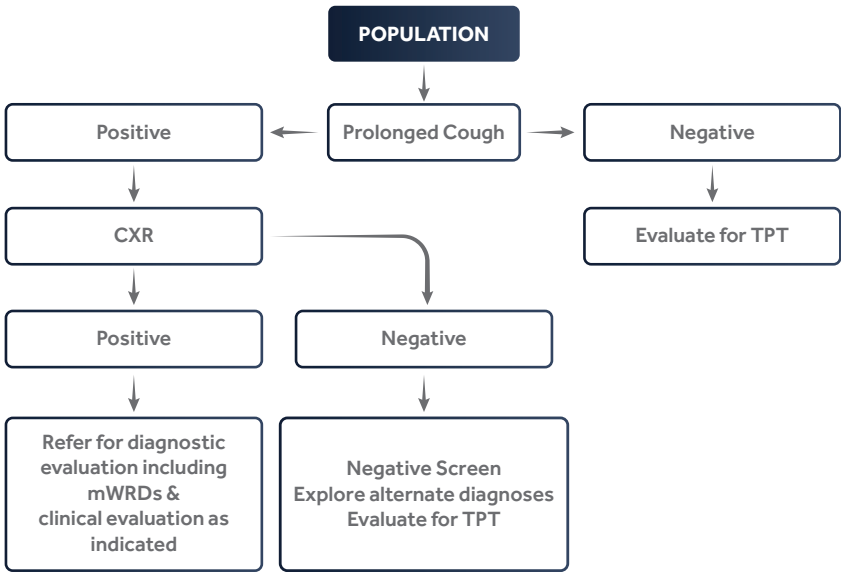 POPULATION
Positive
Prolonged Cough
Negative
CXR
Evaluate for TPT
Positive
Negative
Refer for diagnostic
evaluation including
mWRDs &
clinical evaluation as
indicated
Negative Screen
Explore alternate diagnoses
Evaluate for TPT